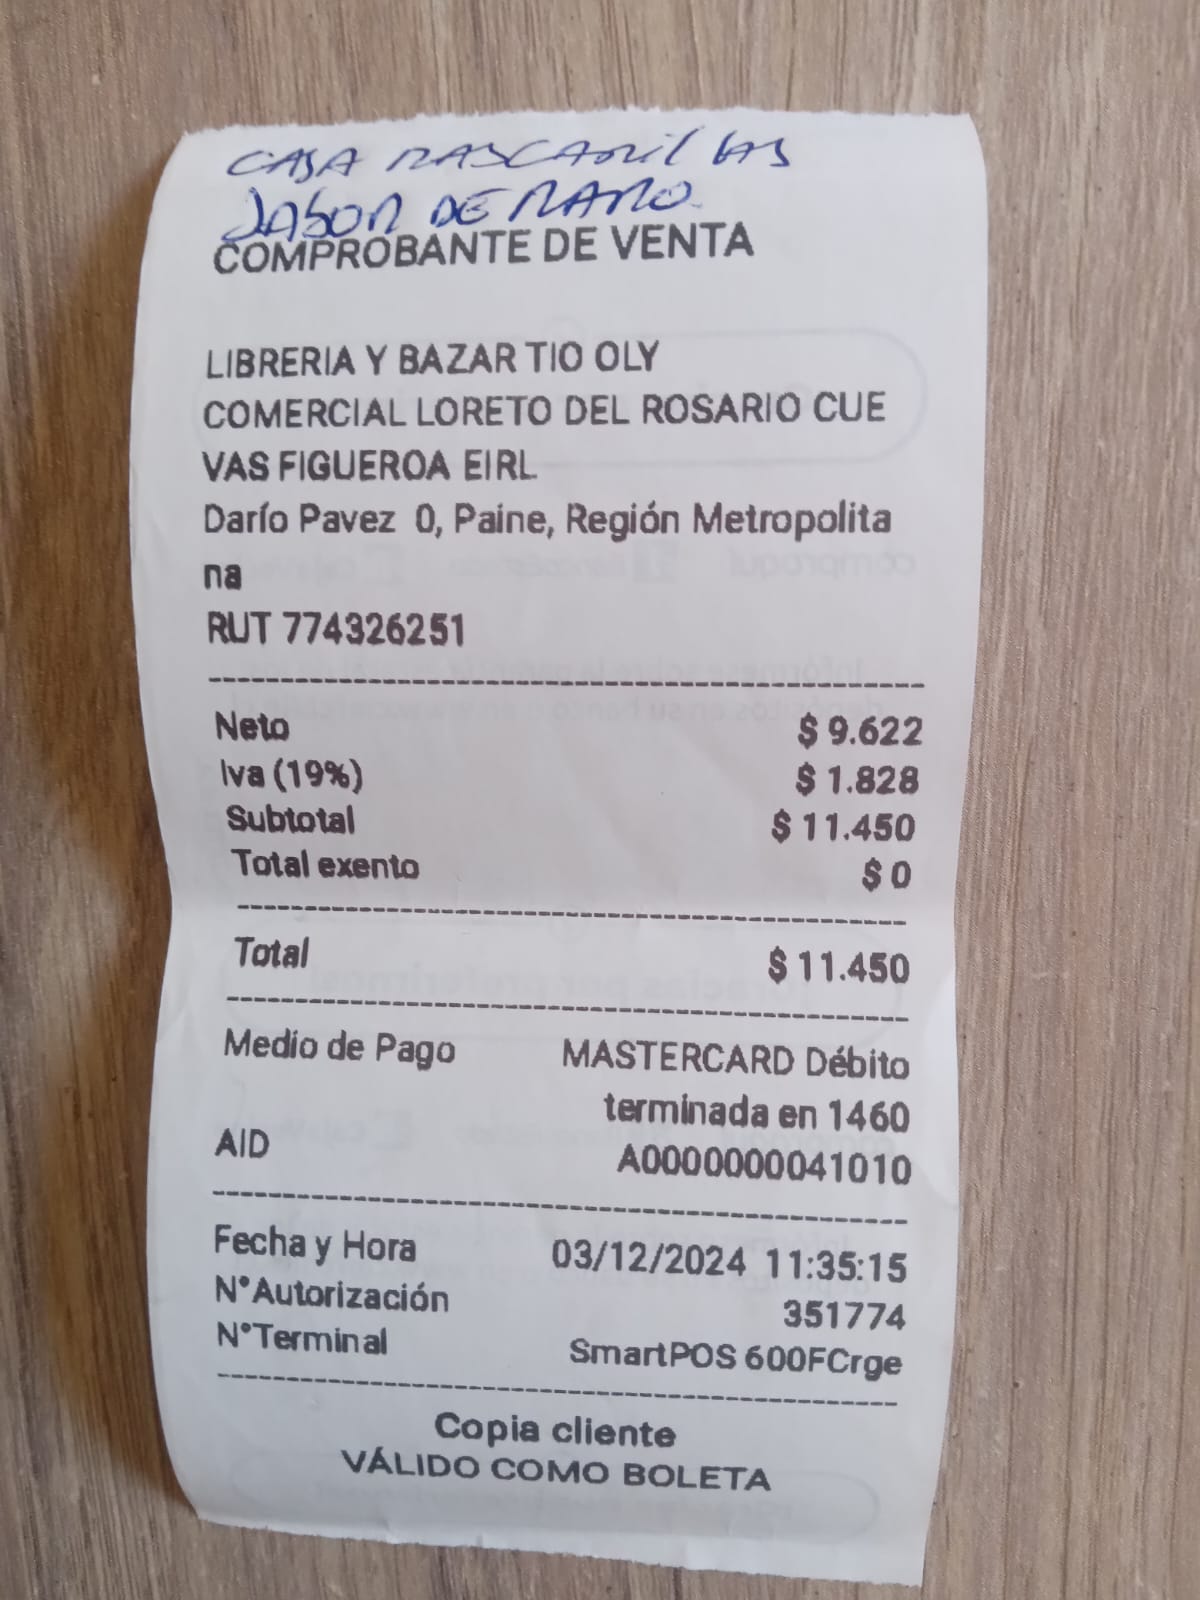 CASA MASCARILLAS
JABON DE MANO.
COMPROBANTE DE VENTA
LIBRERIA Y BAZAR TIO OLY
COMERCIAL LORETO DEL ROSARIO CUE
VAS FIGUEROA EIRL
Darío Pavez 0, Paine, Región Metropolita
na
RUT 774326251
Neto $ 9.622
Iva (19%) $ 1.828
Subtotal $ 11.450
Total exento $ 0
Total $ 11.450
Medio de Pago MASTERCARD Débito
terminada en 1460
AID A0000000041010
Fecha y Hora 03/12/2024 11:35:15
N°Autorización 351774
N°Terminal SmartPOS 600FCrge
Copia cliente
VÁLIDO COMO BOLETA